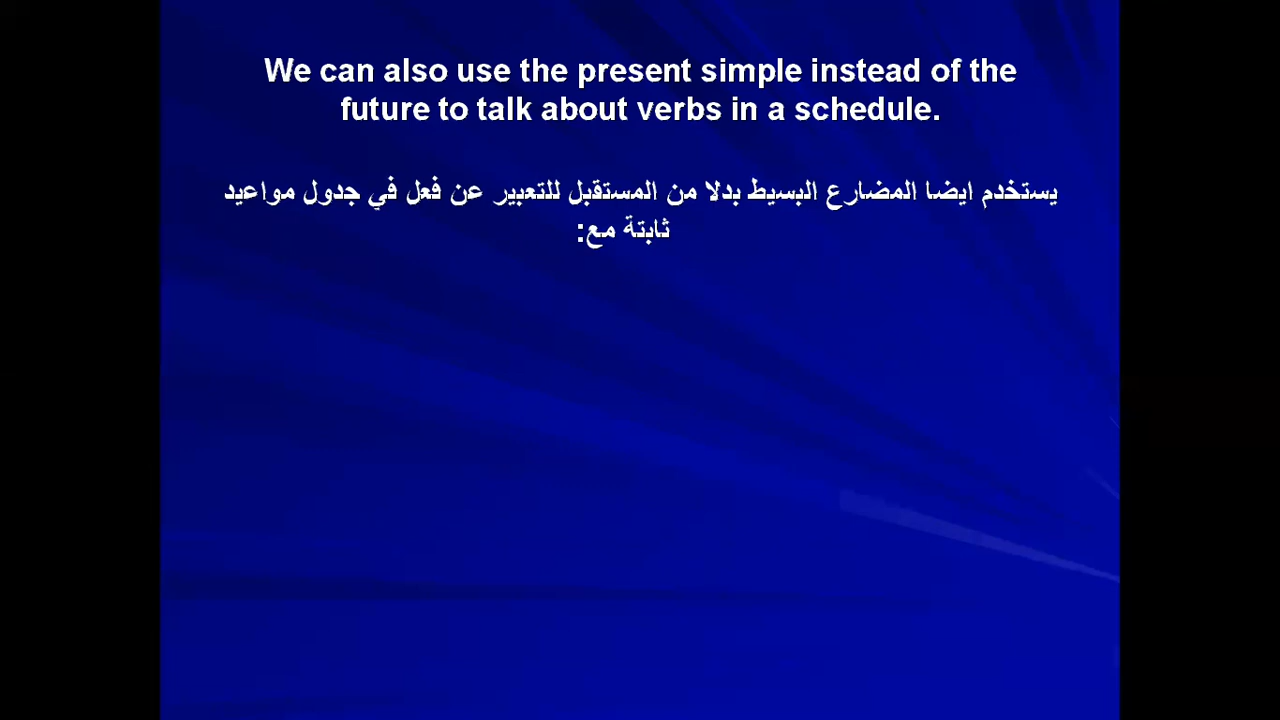 We can also use the present simple instead of the
future to talk about verbs in a schedule.
يستخدم ايضا المضارع البسيط بدلا من المستقبل للتعبير عن فعل في جدول مواعيد
ثابتة مع: